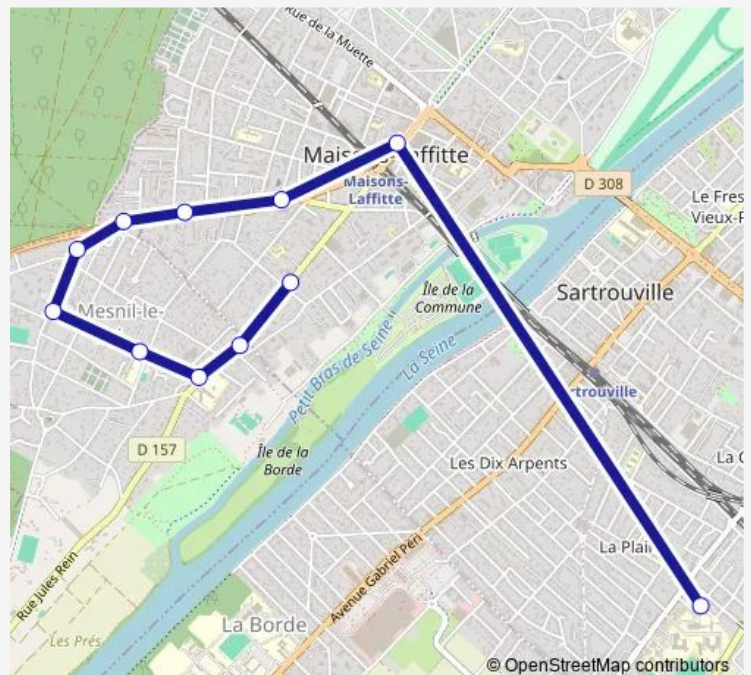 Rue de la Muette
Maisons-Laffitte
Maisons-
Laffitte
D 308
Le Fres
Vieux-F
Île de la
Commune
Sartrouville
Mesnil-le-
Petit Bras de Seine
La Seine
rtrouville
D 157
Île de la
Borde
Les Dix Arpents
La C
La Plai
Avenue Gabriel Péri
Rue Jules Rein
La Borde
Les Prés
© OpenStreetMap contributors